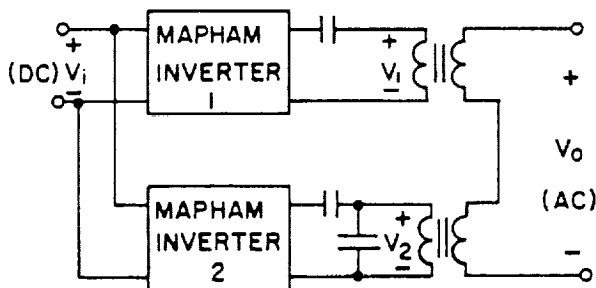 MAPHAM
INVERTER
1
+
(DC) Vi
-
+
V1
-
+
Vo
(AC)
-
MAPHAM
INVERTER
2
+
V2
-